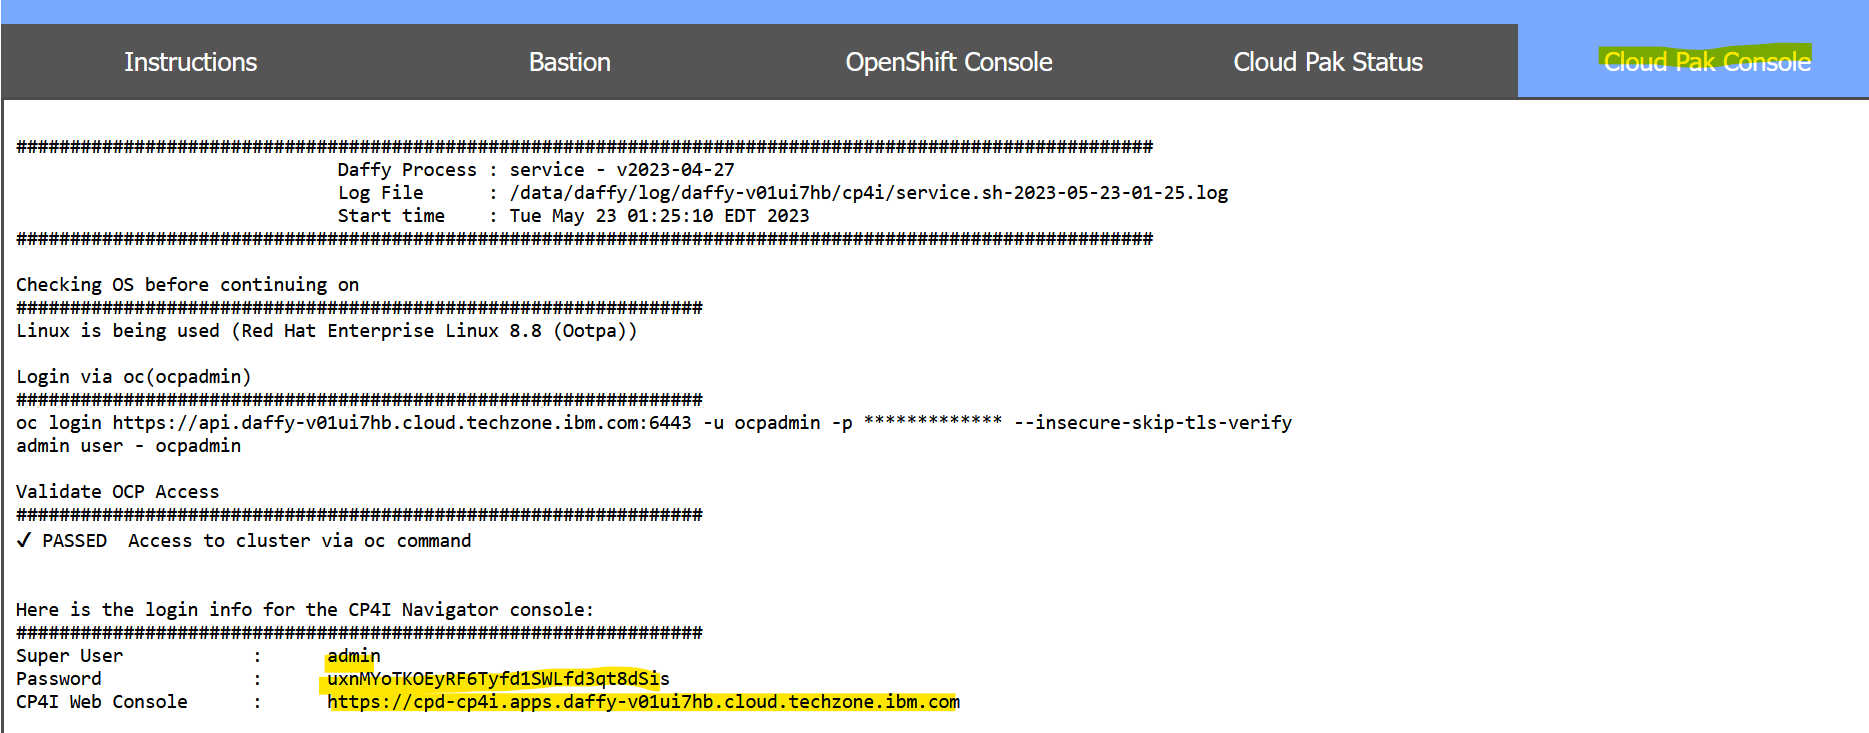 Instructions Bastion OpenShift Console Cloud Pak Status Cloud Pak Console
##########################################################################################################
Daffy Process : service - v2023-04-27
Log File : /data/daffy/log/daffy-v01ui7hb/cp4i/service.sh-2023-05-23-01-25.log
Start time : Tue May 23 01:25:10 EDT 2023
##########################################################################################################
Checking OS before continuing on
################################################################
Linux is being used (Red Hat Enterprise Linux 8.8 (Ootpa))
Login via oc(ocpadmin)
################################################################
oc login https://api.daffy-v01ui7hb.cloud.techzone.ibm.com:6443 -u ocpadmin -p ************* --insecure-skip-tls-verify
admin user - ocpadmin
Validate OCP Access
################################################################
✓ PASSED Access to cluster via oc command
Here is the login info for the CP4I Navigator console:
################################################################
Super User : admin
Password : uxnMYoTKOEyRF6Tyfd1SWLfd3qt8dSis
CP4I Web Console : https://cpd-cp4i.apps.daffy-v01ui7hb.cloud.techzone.ibm.com